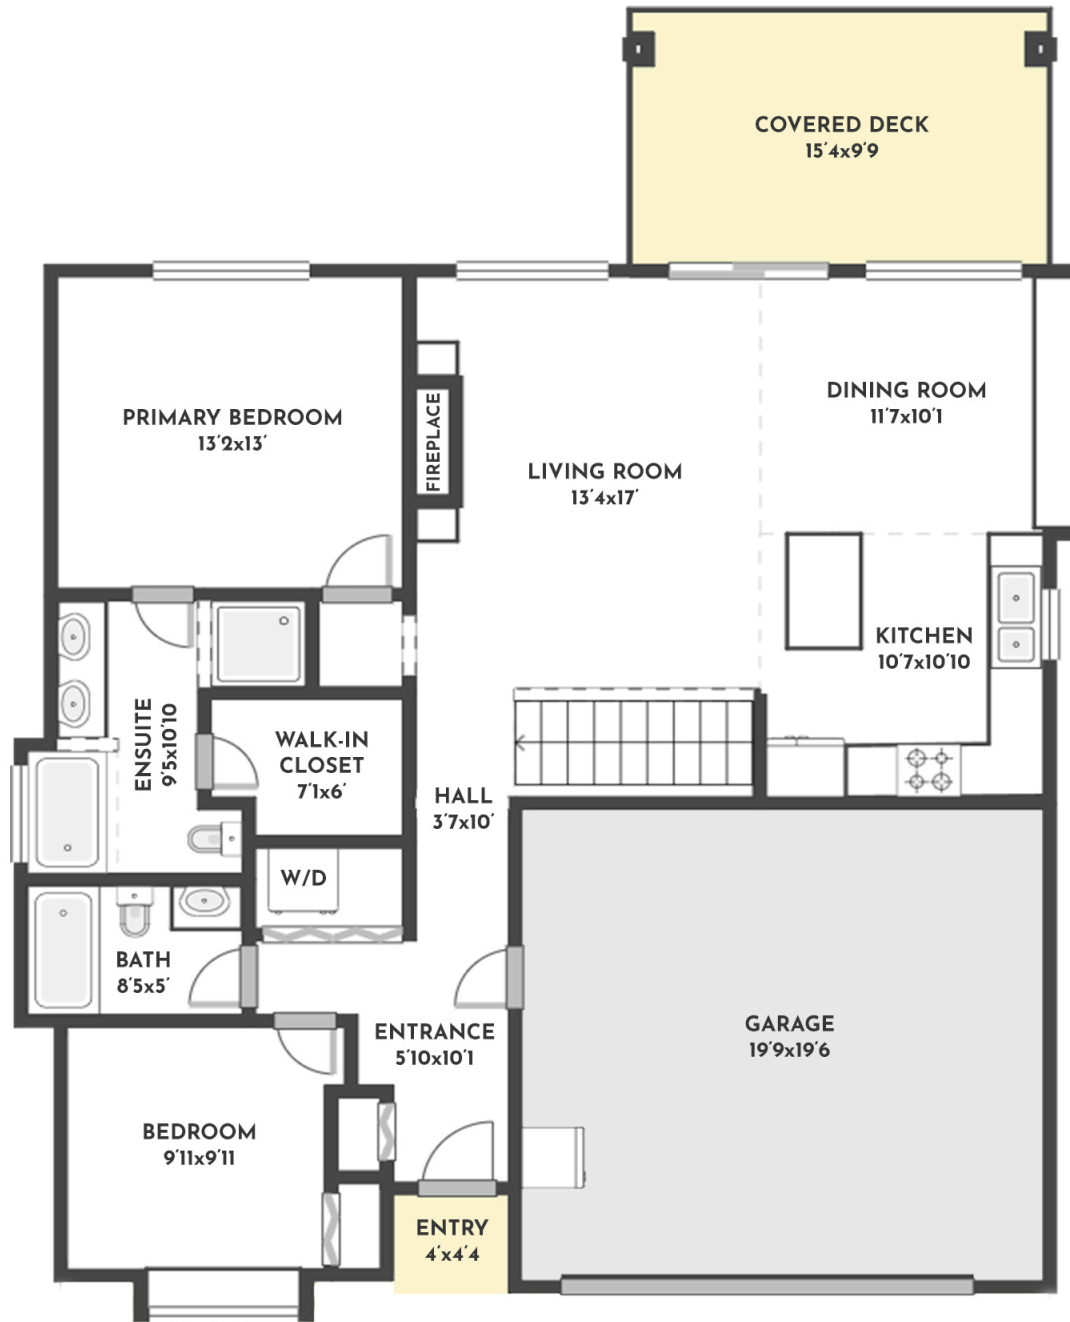 COVERED DECK
15'4x9'9
PRIMARY BEDROOM
13'2x13'
FIREPLACE
LIVING ROOM
13'4x17'
DINING ROOM
11'7x10'1
KITCHEN
10'7x10'10
ENSUITE
9'5x10'10
WALK-IN
CLOSET
7'1x6'
HALL
3'7x10'
W/D
BATH
8'5x5'
ENTRANCE
5'10x10'1
GARAGE
19'9x19'6
BEDROOM
9'11x9'11
ENTRY
4'x4'4